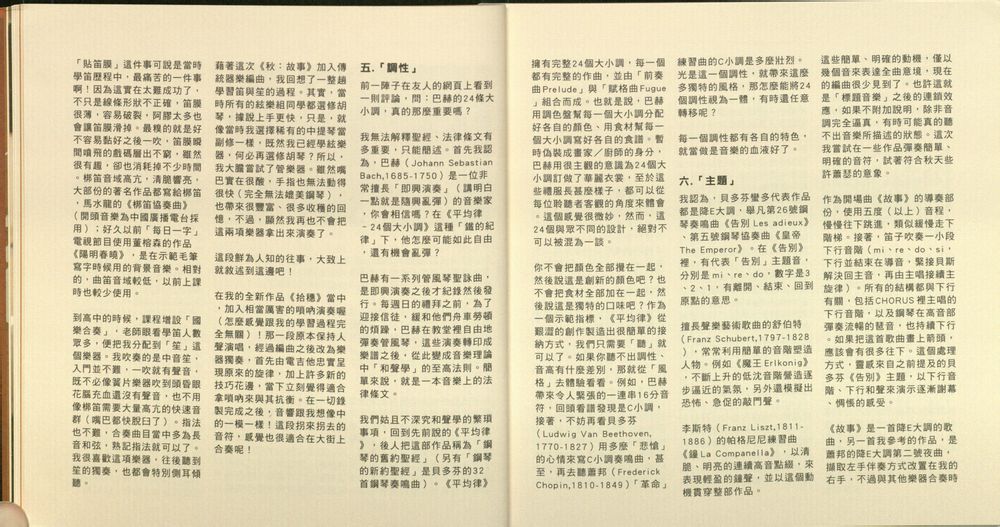 「貼笛膜」這件事可說是當時
學笛歷程中，最痛苦的一件事
啊！因為這實在太難成功了，
不只是線條形狀不正確，笛膜
很薄，容易破裂，阿膠太多也
會讓笛膜滑掉。最糗的就是好
不容易黏好之後一吹，笛膜瞬
間噴飛的戲碼層出不窮，雖然
很有趣，卻也消耗掉不少時間
。梆笛音域高亢，清脆響亮，
大部份的著名作品都寫給梆笛
，馬水龍的《梆笛協奏曲》
（開頭音樂為中國廣播電台採
用）；好久以前「每日一字」
電視節目使用董榕森的作品
《陽明春曉》，是在示範毛筆
寫字時候用的背景音樂。相對
的，曲笛音域較低，以前上課
時也較少使用。
到高中的時候，課程增設「國
樂合奏」，老師眼看學笛人數
眾多，便把我分配到「笙」這
個樂器。我吹奏的是中音笙，
入門並不難，一吹就有聲音，
既不必像簧片樂器吹到頭昏眼
花腦充血還沒有聲音，也不用
像梆笛需要大量高亢的快速音
群（嘴巴都快脫臼了）。指法
也不難，合奏曲目當中多為長
音和弦，熟記指法就可以了。
我很喜歡這項樂器，往後聽到
笙的獨奏，也都會特別側耳傾
聽。
藉著這次《秋：故事》加入傳
統器樂編曲，我回想了一整趟
學習笛與笙的過程。其實，當
時所有的絃樂組同學都選修胡
琴，據說上手更快，只是，就
像當時我選擇稀有的中提琴當
副修一樣，既然我已經學絃樂
器，何必再選修胡琴？所以，
我大膽嘗試了管樂器。雖然嘴
巴實在很酸，手指也無法動得
很快（完全無法媲美鋼琴），
也帶來很豐富、很多收穫的回
憶，不過，顯然我再也不會把
這兩項樂器拿出來演奏了。
這段鮮為人知的往事，大致上
就敘述到這邊吧！
在我的全新作品《拾穗》當中
，加入相當厲害的嗩吶演奏喔
（怎麼感覺跟我的學習過程完
全無關）！那一段原本保持人
聲演唱，經過編曲之後改為樂
器獨奏，首先由電吉他忠實呈
現原來的旋律，加上許多新的
技巧花邊，當下立刻覺得適合
拿嗩吶來與其抗衡。在一切錄
製完成之後，音響跟我想像中
的一模一樣！這段拐來拐去的
音符，感覺也很適合在大街上
合奏呢！
五.「調性」
前一陣子在友人的網頁上看到
一則評論，問：巴赫的24條大
小調，真的那麼重要嗎？
我無法解釋聖經、法律條文有
多重要，只能簡述。首先我認
為，巴赫（Johann Sebastian
Bach,1685-1750）是一位非
常擅長「即興演奏」（講明白
一點就是隨興亂彈）的音樂家
，你會相信嗎？在《平均律
－24個大小調》這種「鐵的紀
律」下，他怎麼可能如此自由
，還有機會亂彈？
巴赫有一系列管風琴聖詠曲，
是即興演奏之後才紀錄然後發
行。每週日的禮拜之前，為了
迎接信徒，緩和他們舟車勞頓
的煩躁，巴赫在教堂裡自由地
彈奏管風琴，這些演奏轉印成
樂譜之後，從此變成音樂理論
中「和聲學」的至高法則。簡
單來說，就是一本音樂上的法
律條文。
我們姑且不深究和聲學的繁瑣
事項，回到先前說的《平均律
》，後人把這部作品稱為「鋼
琴的舊約聖經」（另有「鋼琴
的新約聖經」是貝多芬的32
首鋼琴奏鳴曲）。《平均律》
擁有完整24個大小調，每一個
都有完整的作曲，並由「前奏
曲Prelude」與「賦格曲Fugue
」組合而成。也就是說，巴赫
用調色盤幫每一個大小調分配
好各自的顏色、用食材幫每一
個大小調寫好各自的食譜。暫
時偽裝成畫家／廚師的身分，
巴赫用很主觀的意識為24個大
小調訂做了華麗衣裳，至於這
些禮服長甚麼樣子，都可以從
每位聆聽者客觀的角度來體會
。這個感覺很微妙，然而，這
24個與眾不同的設計，絕對不
可以被混為一談。
你不會把顏色全部攪在一起，
然後說這是創新的顏色吧？也
不會把食材全部加在一起，然
後說這是獨特的口味吧？作為
一個示範指標，《平均律》從
艱澀的創作製造出很簡單的接
納方式，我們只需要「聽」就
可以了。如果你聽不出調性、
音高有什麼差別，那就從「風
格」去體驗看看。例如，巴赫
帶來令人緊張的一連串16分音
符，回頭看譜發現是C小調，
接著，不妨再看貝多芬
（Ludwig Van Beethoven,
1770-1827）用多麼「悲愴」
的心情來寫C小調奏鳴曲，甚
至，再去聽蕭邦（Frederick
Chopin,1810-1849）「革命」
練習曲的C小調是多麼壯烈。
光是這一個調性，就帶來這麼
多獨特的風格，那怎麼能將24
個調性視為一體，有時還任意
轉移呢？
每一個調性都有各自的特色，
就當做是音樂的血液好了。
六.「主題」
我認為，貝多芬蠻多代表作品
都是降E大調，舉凡第26號鋼
琴奏鳴曲《告別 Les adieux》
、第五號鋼琴協奏曲《皇帝
The Emperor》。在《告別》
裡，有代表「告別」主題音，
分別是 mi、re、do，數字是3
、2、1，有離開、結束、回到
原點的意思。
擅長聲樂藝術歌曲的舒伯特
（Franz Schubert,1797-1828
），常常利用簡單的音階塑造
人物。例如《魔王 Erlkonig》
，不斷上升的低沈音階營造逐
步逼近的氣氛，另外還模擬出
恐怖、急促的敲門聲。
李斯特（Franz Liszt,1811-
1886）的帕格尼尼練習曲
《鐘La Companella》，以清
脆、明亮的連續高音點綴，來
表現輕盈的鐘聲，並以這個動
機貫穿整部作品。
這些簡單、明確的動機，僅以
幾個音來表達全曲意境，現在
的編曲很少見到了。也許這就
是「標題音樂」之後的連鎖效
應，如果不附加說明，除非音
調完全逼真，有時可能真的聽
不出音樂所描述的狀態。這次
我嘗試在一些作品彈奏簡單、
明確的音符，試著符合秋天些
許蕭瑟的意象。
作為開場曲《故事》的導奏部
份，使用五度（以上）音程，
慢慢往下跳進，類似緩慢走下
階梯。接著，笛子吹奏一小段
下行音階（mi、re、do、si，
下行並結束在導音，緊接貝斯
解決回主音，再由主唱接續主
旋律）。所有的結構都與下行
有關，包括CHORUS裡主唱的
下行音階，以及鋼琴在高音部
彈奏流暢的琶音，也持續下行
。如果把這首歌曲畫上箭頭，
應該會有很多往下。這個處理
方式，靈感來自之前提及的貝
多芬《告別》主題，以下行音
階、下行和聲來演示逐漸謝幕
、惆悵的感受。
《故事》是一首降E大調的歌
曲，另一首我參考的作品，是
蕭邦的降E大調第二號夜曲，
擷取左手伴奏方式改置在我的
右手，不過與其他樂器合奏時